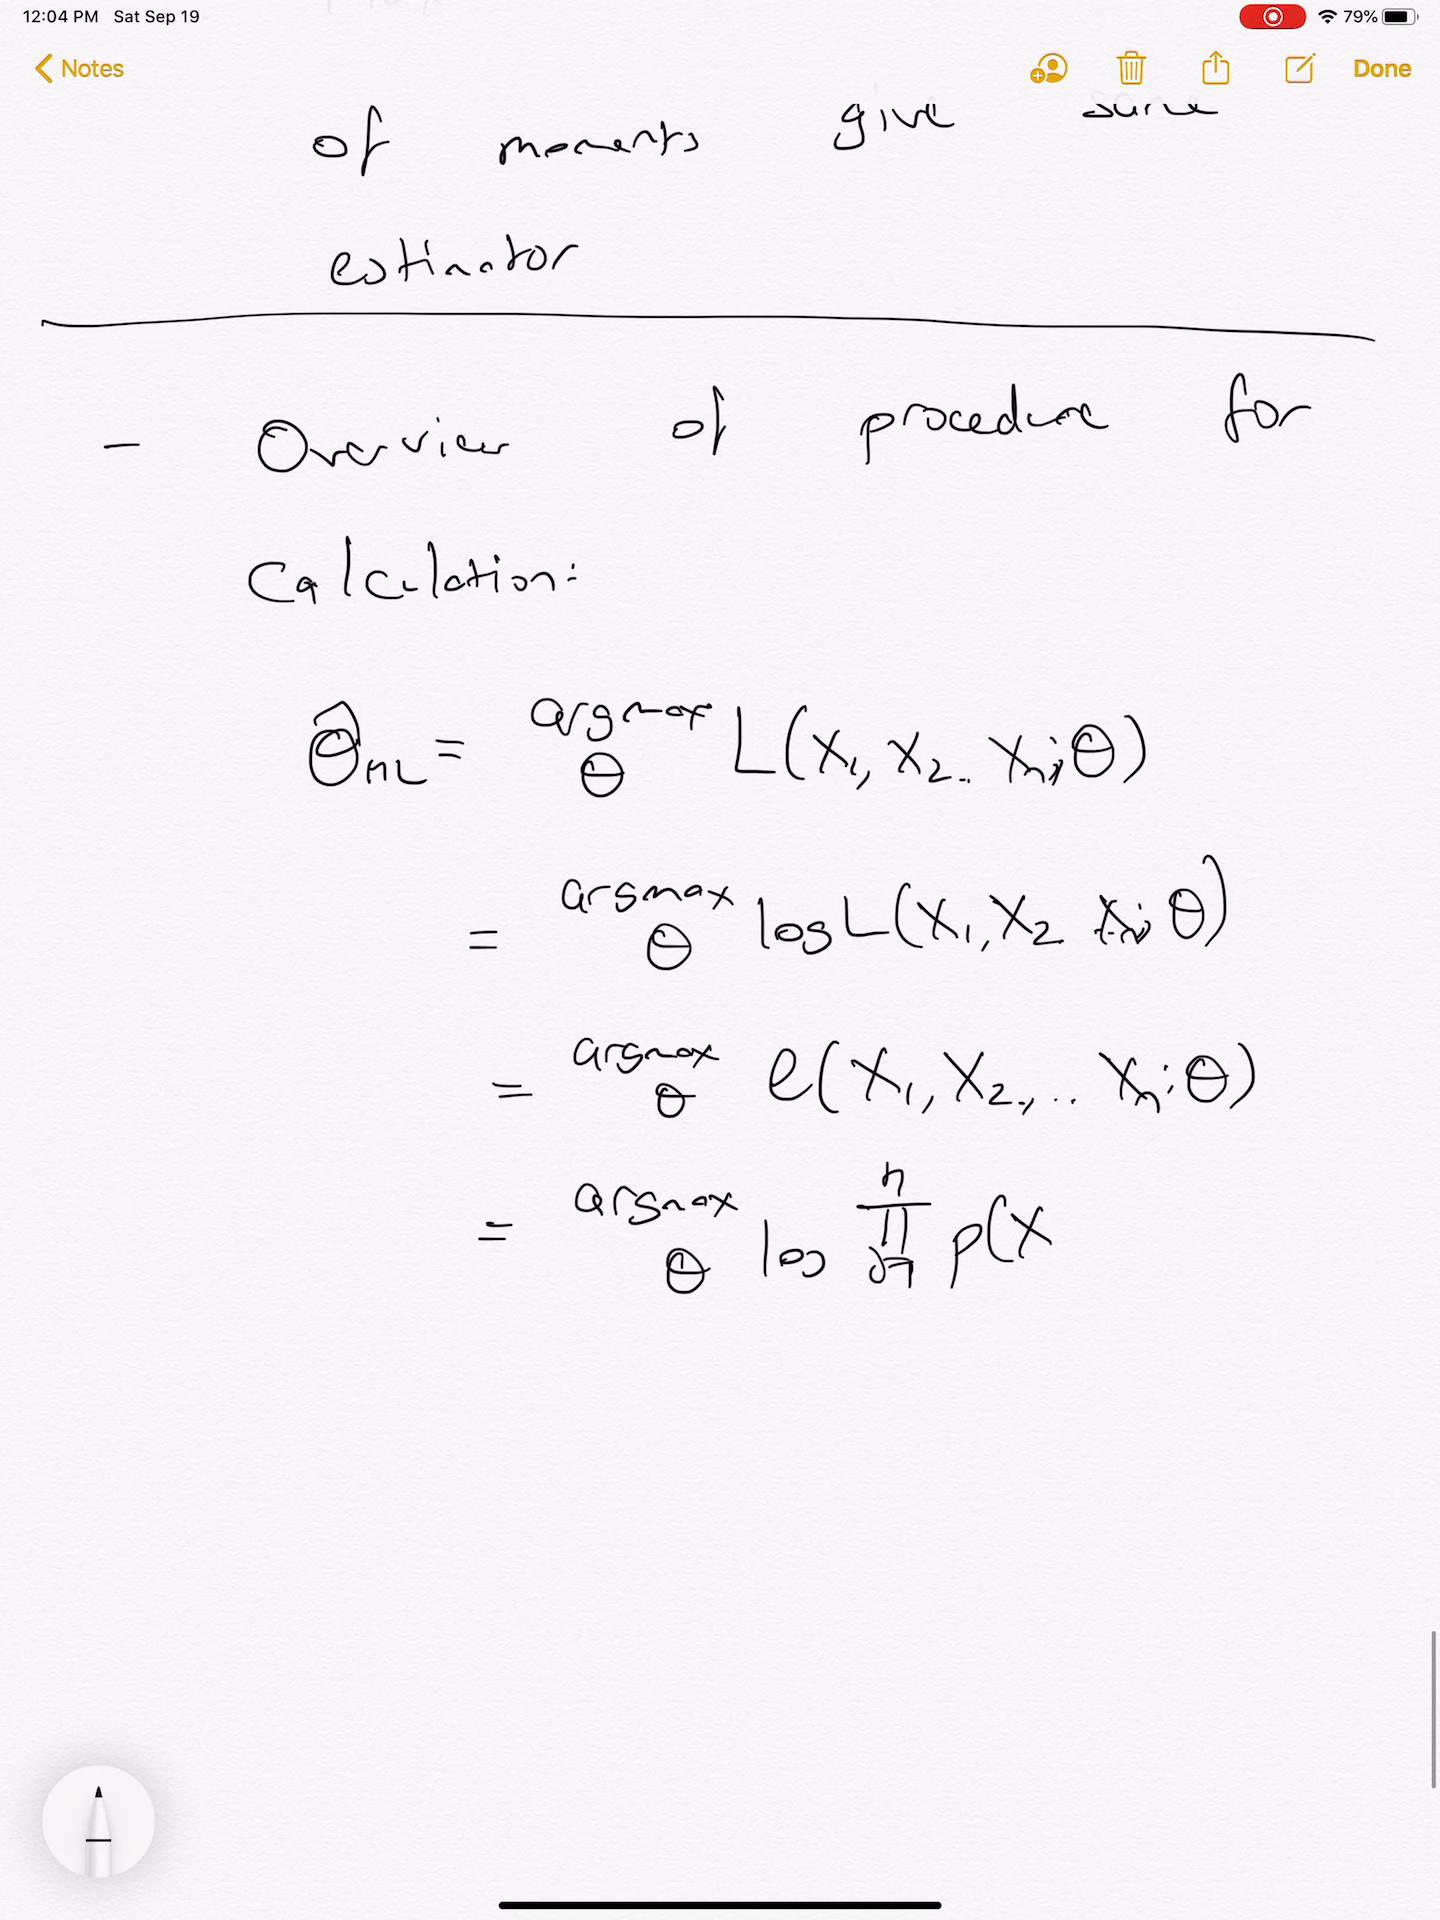 12:04 PM Sat Sep 19 79%
Notes Done
of moments give same
estimator
- Overview of procedure for
Calculation:
θ̂ML = argmax θ L(X₁, X₂.. Xn; θ)
= argmax θ log L(X₁, X₂ Xn; θ)
= argmax θ ℓ(X₁, X₂,.. Xn; θ)
= argmax θ log n ∏ p(X